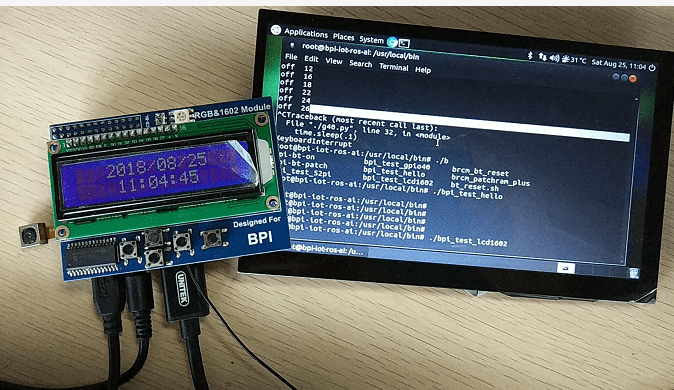 RGB&1602 Module
2018/08/25
11:04:45
Designed For
BPI
UNITEK
Applications Places System 31°C Sat Aug 25, 11:04
root@bpi-iot-ros-ai: /usr/local/bin
File Edit View Search Terminal Help
off 12
off 16
off 18
off 22
off 24
off 26
^CTraceback (most recent call last):
File "./g40.py", line 32, in <module>
time.sleep(.1)
KeyboardInterrupt
root@bpi-iot-ros-ai:/usr/local/bin# ./b
bpi-bt-on bpi_test_gpio40 brcm_bt_reset
bpi-bt-patch bpi_test_hello brcm_patchram_plus
bpi_test_52pi bpi_test_lcd1602 bt_reset.sh
root@bpi-iot-ros-ai:/usr/local/bin# ./bpi_test_hello
root@bpi-iot-ros-ai:/usr/local/bin#
root@bpi-iot-ros-ai:/usr/local/bin#
root@bpi-iot-ros-ai:/usr/local/bin#
root@bpi-iot-ros-ai:/usr/local/bin# ./bpi_test_lcd1602
root@bpi-iot-ros-ai: /u...